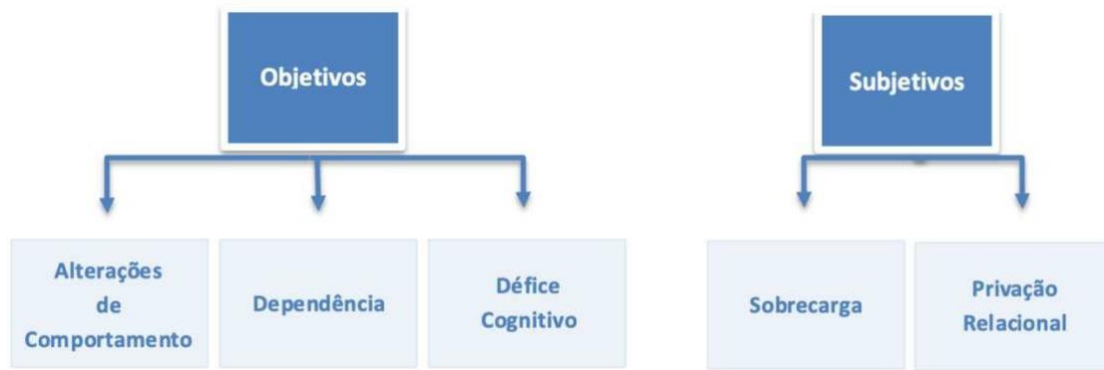 Objetivos
Subjetivos
Alterações
de
Comportamento
Dependência
Défice
Cognitivo
Sobrecarga
Privação
Relacional